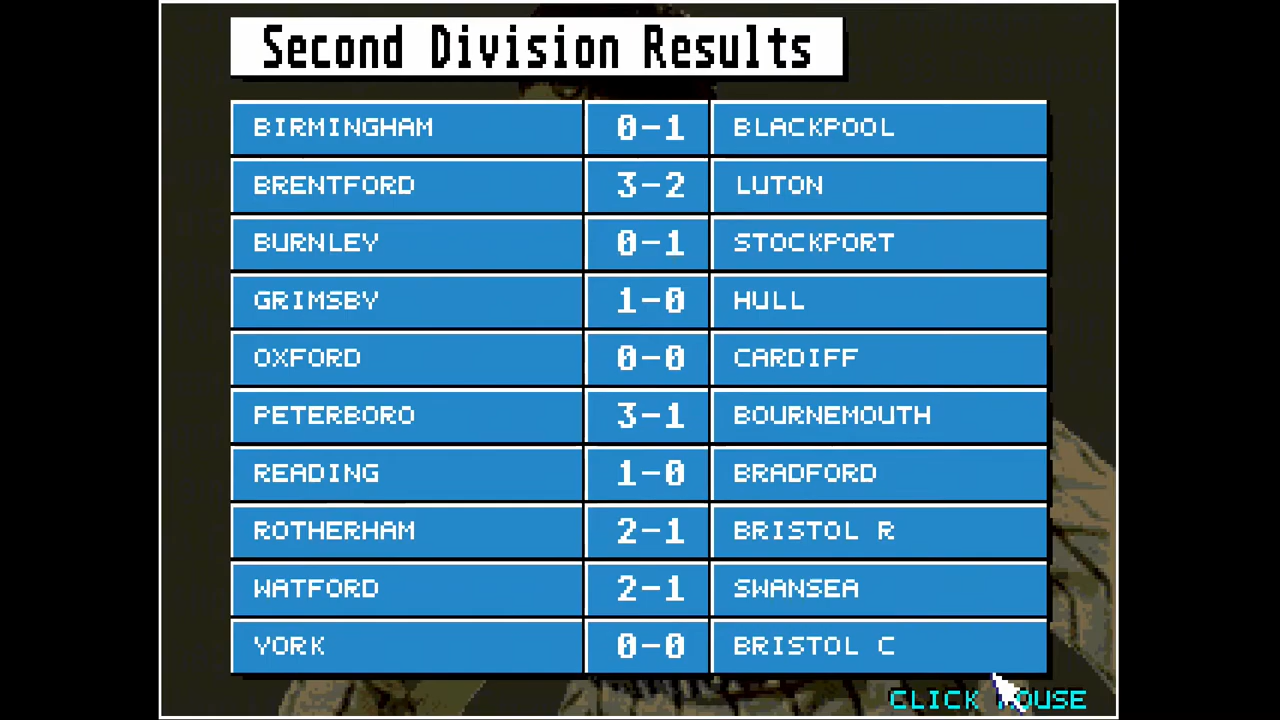 Second Division Results
BIRMINGHAM 0-1 BLACKPOOL
BRENTFORD 3-2 LUTON
BURNLEY 0-1 STOCKPORT
GRIMSBY 1-0 HULL
OXFORD 0-0 CARDIFF
PETERBORO 3-1 BOURNEMOUTH
READING 1-0 BRADFORD
ROTHERHAM 2-1 BRISTOL R
WATFORD 2-1 SWANSEA
YORK 0-0 BRISTOL C
CLICK MOUSE